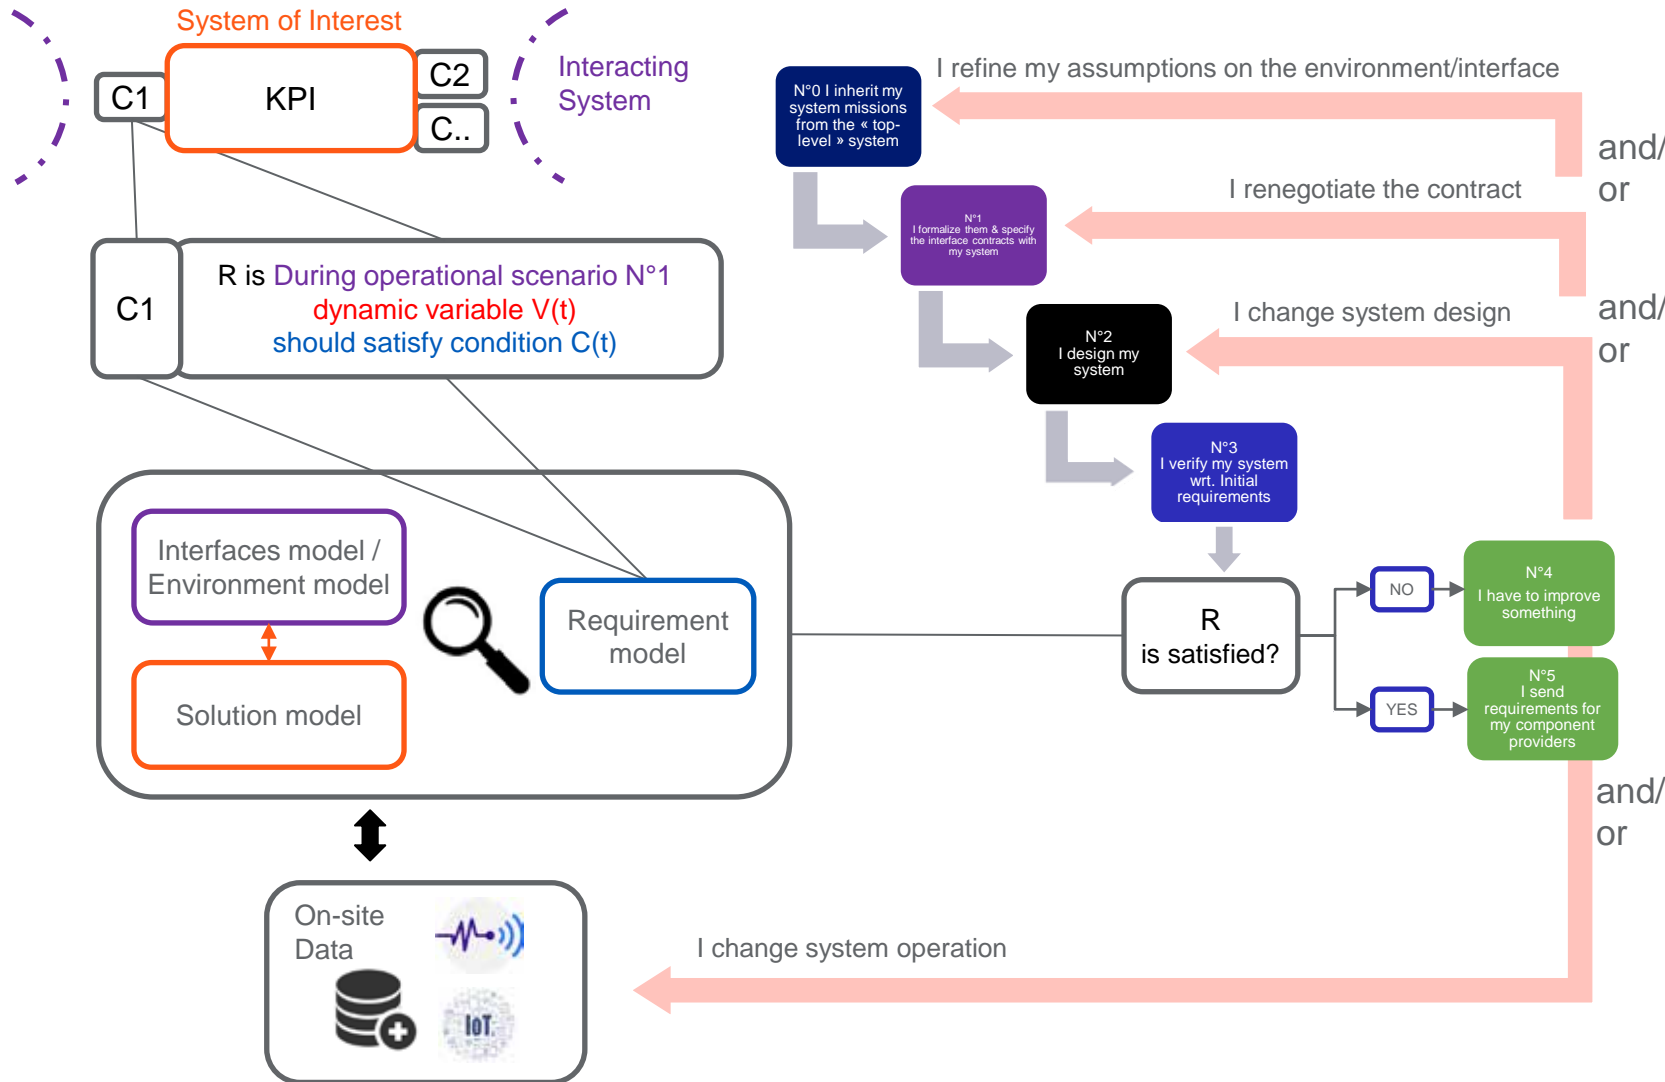 System of Interest
C1
KPI
C2
C..
Interacting
System
C1
R is During operational scenario N°1
dynamic variable V(t)
should satisfy condition C(t)
Interfaces model /
Environment model
Solution model
Requirement
model
On-site
Data
IoT
I refine my assumptions on the environment/interface
N°0 I inherit my
system missions
from the « top-
level » system
and/
or
I renegotiate the contract
N°1
I formalize them & specify
the interface contracts with
my system
and/
or
I change system design
N°2
I design my
system
N°3
I verify my system
wrt. Initial
requirements
R
is satisfied?
NO
N°4
I have to improve
something
YES
N°5
I send
requirements for
my component
providers
and/
or
I change system operation